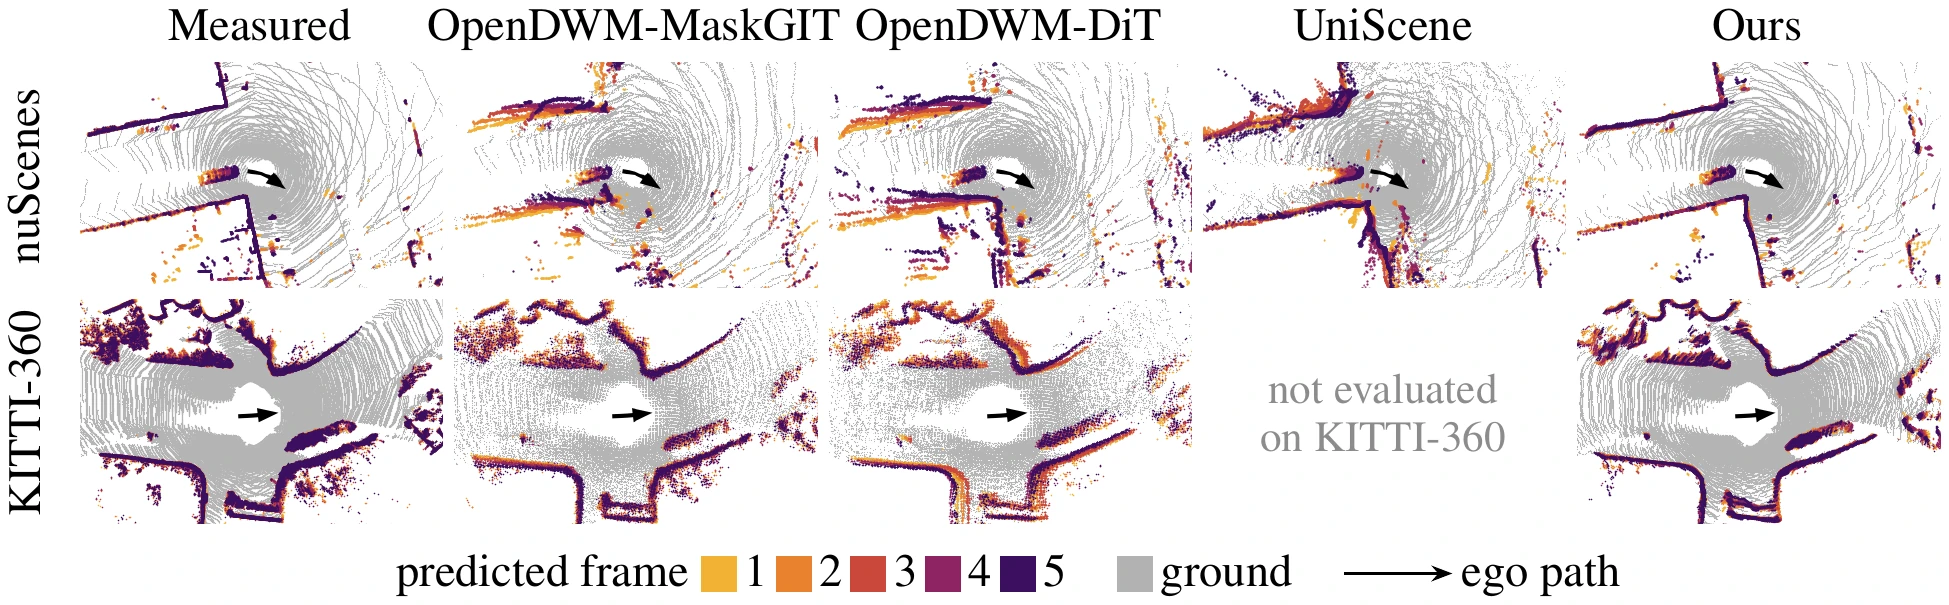 Measured OpenDWM-MaskGIT OpenDWM-DiT UniScene Ours
nuScenes
KITTI-360
not evaluated
on KITTI-360
predicted frame 1 2 3 4 5 ground ego path